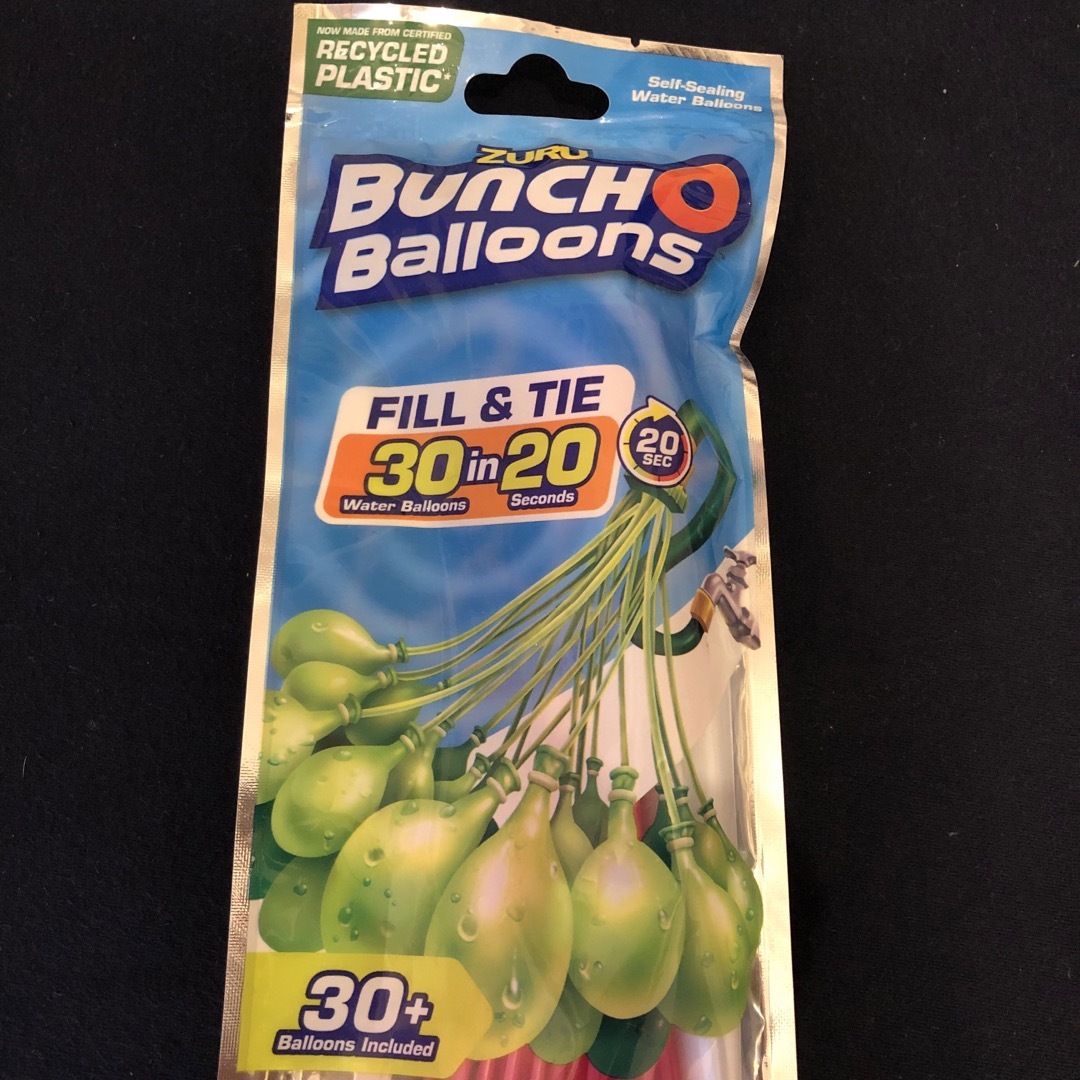 NOW MADE FROM CERTIFIED
RECYCLED
PLASTIC*
Self-Sealing
Water Balloons
ZURU
BUNCH O
Balloons
FILL & TIE
30 in 20
Water Balloons Seconds
20
SEC
30+
Balloons Included